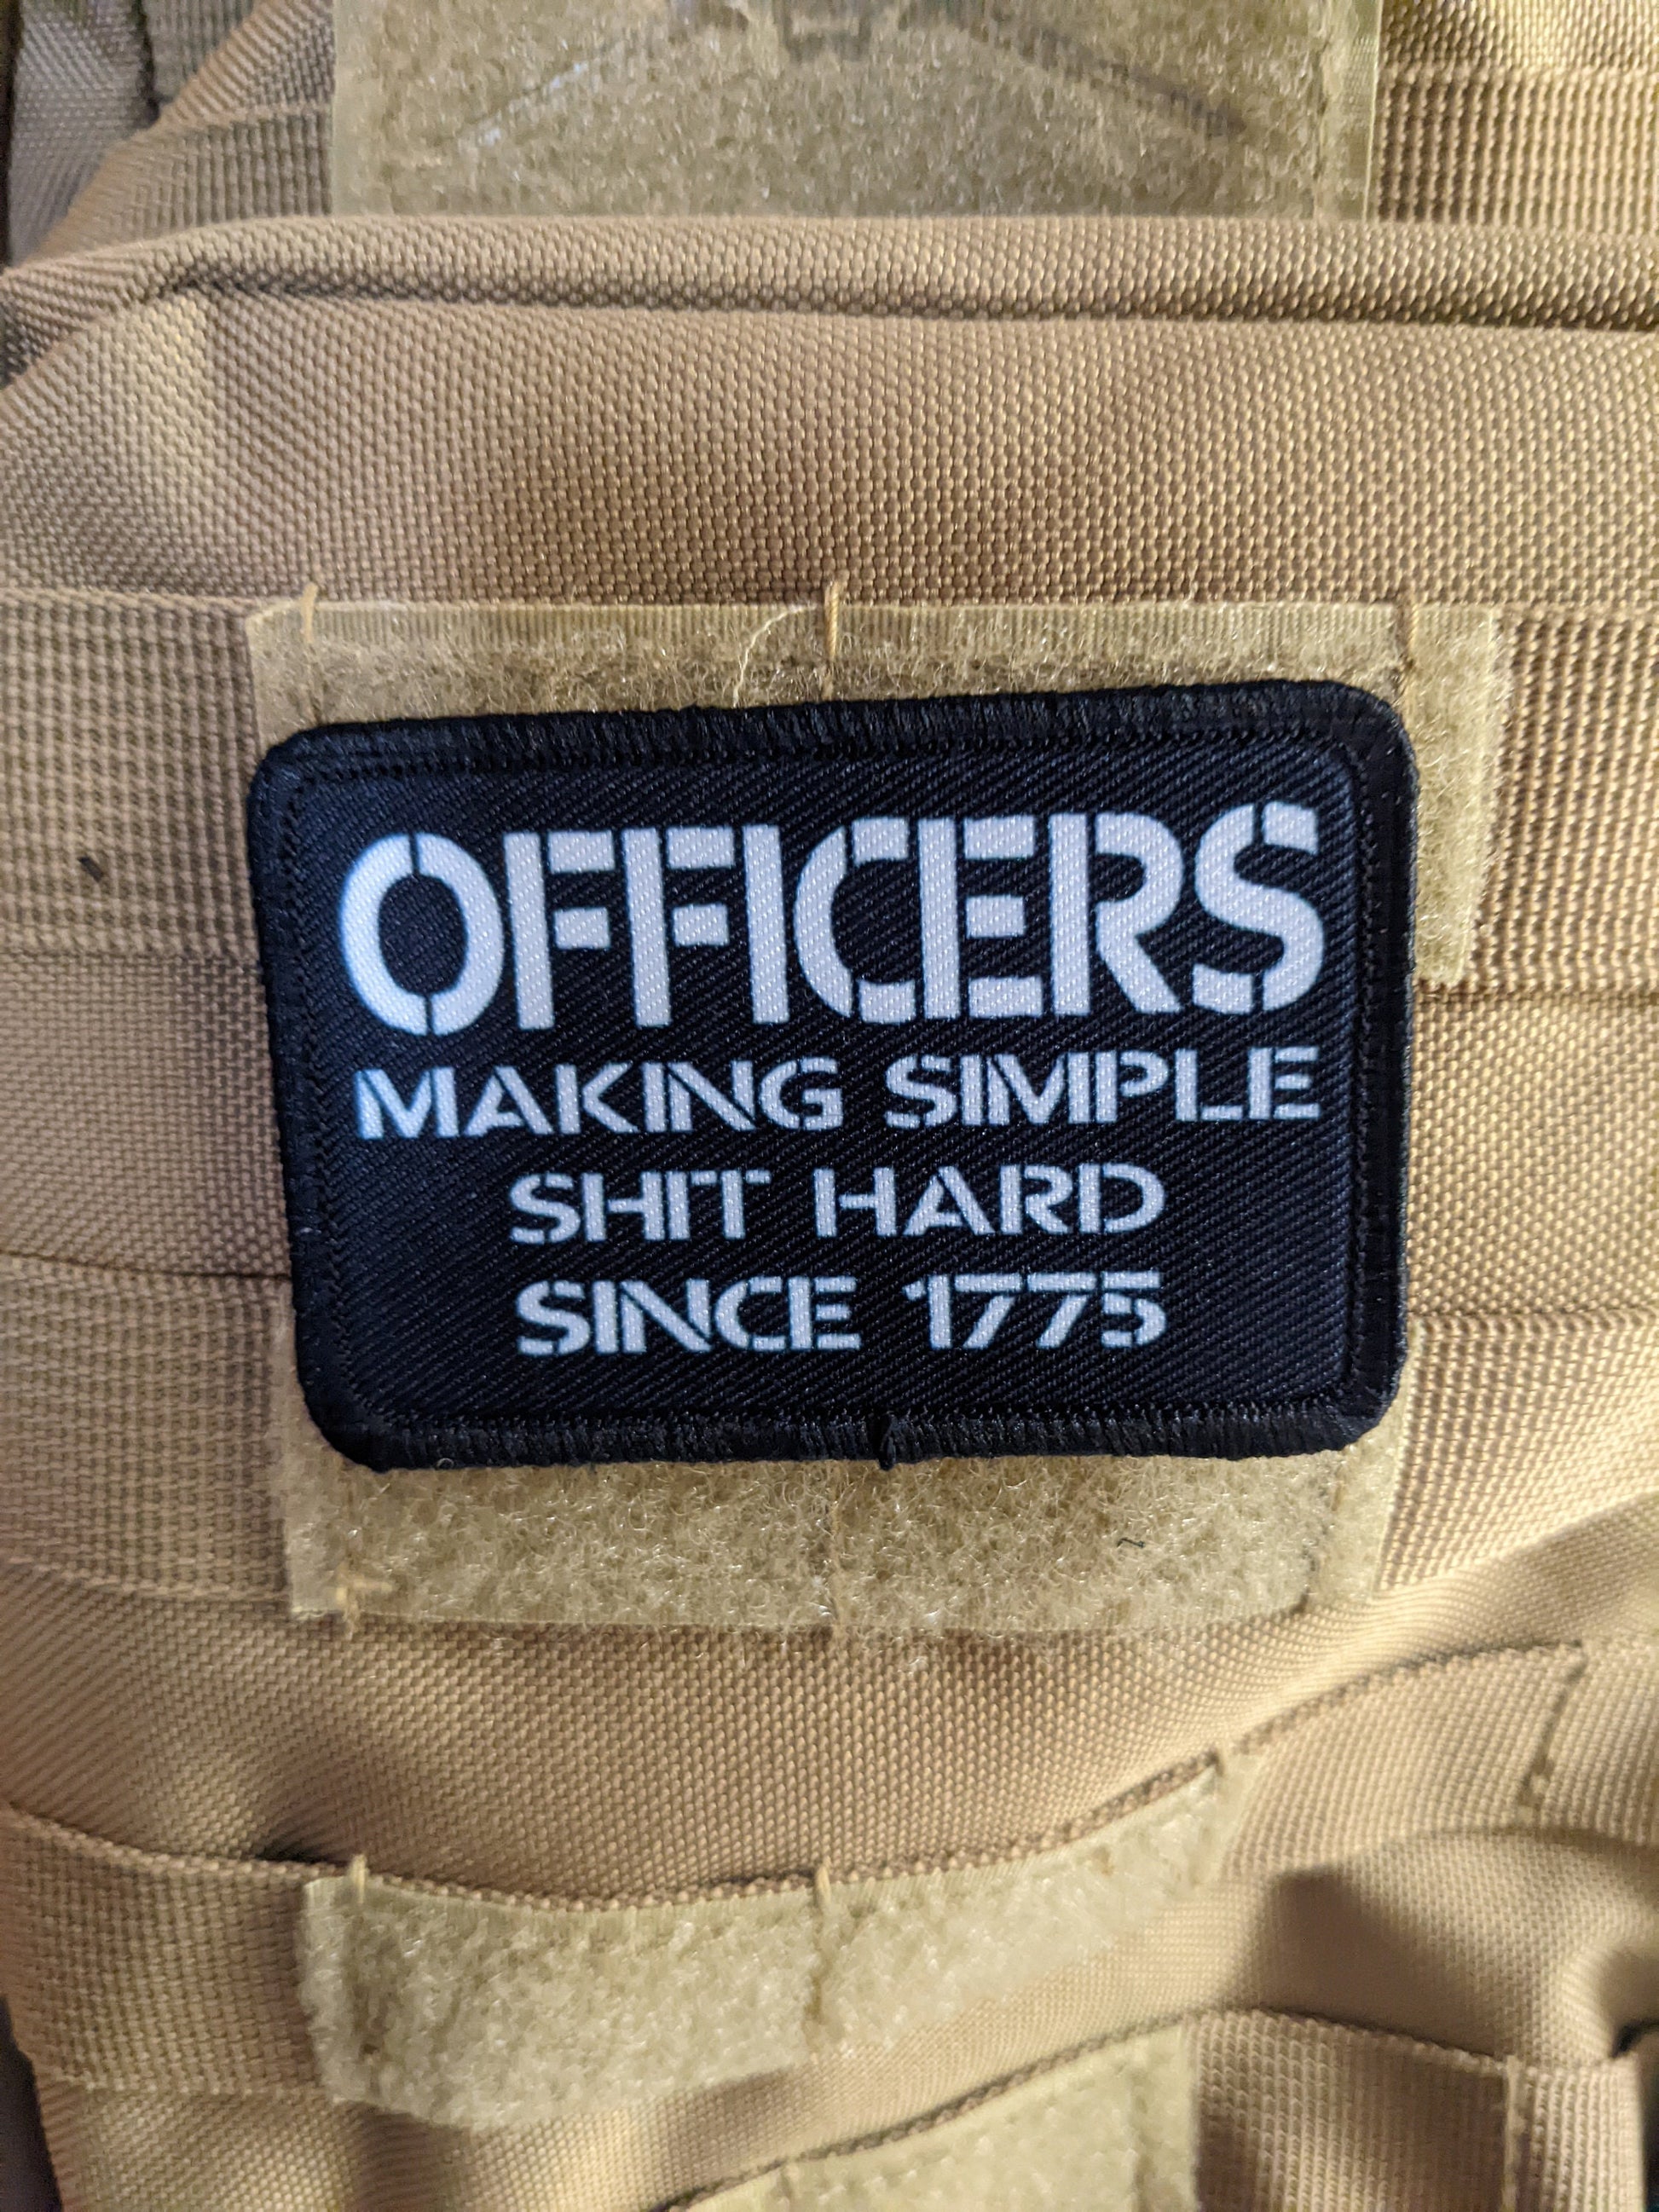 OFFICERS
MAKING SIMPLE
SHIT HARD
SINCE 1775